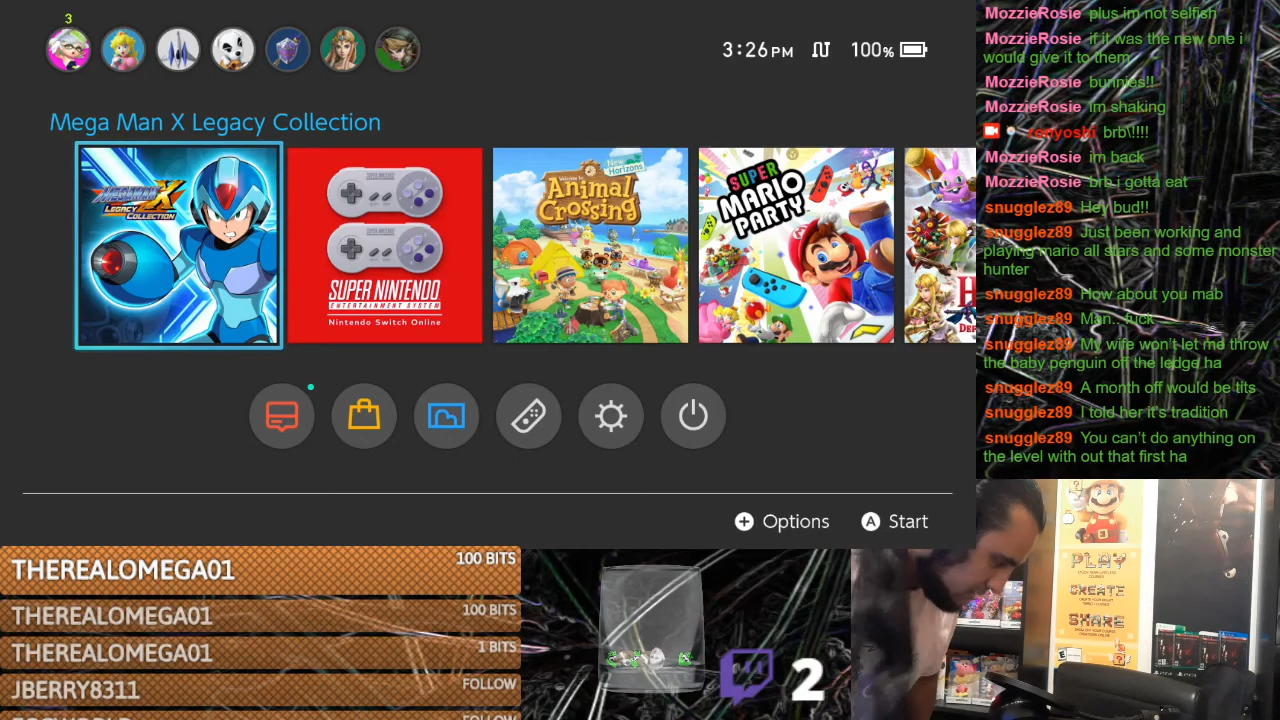 3
3:26 PM
100%
Mega Man X Legacy Collection
MEGAMAN X
LEGACY COLLECTION
SUPER NINTENDO
ENTERTAINMENT SYSTEM
Nintendo Switch Online
New Horizons
Welcome to
Animal
Crossing
SUPER
MARIO
PARTY
Options
A Start
THEREALOMEGA01 100 BITS
THEREALOMEGA01 100 BITS
THEREALOMEGA01 1 BITS
JBERRY8311 FOLLOW
FOLLOW
2
MozzieRosie plus im not selfish
MozzieRosie if it was the new one i
would give it to them
MozzieRosie bunnies!!
MozzieRosie im shaking
renyoshi brb\!!!!
MozzieRosie im back
MozzieRosie brb i gotta eat
snugglez89 Hey bud!!
snugglez89 Just been working and
playing mario all stars and some monster
hunter
snugglez89 How about you mab
snugglez89 Man.. fuck
snugglez89 My wife won't let me throw
the baby penguin off the ledge ha
snugglez89 A month off would be tits
snugglez89 I told her it's tradition
snugglez89 You can't do anything on
the level with out that first ha
PLAY
CREATE
SHARE